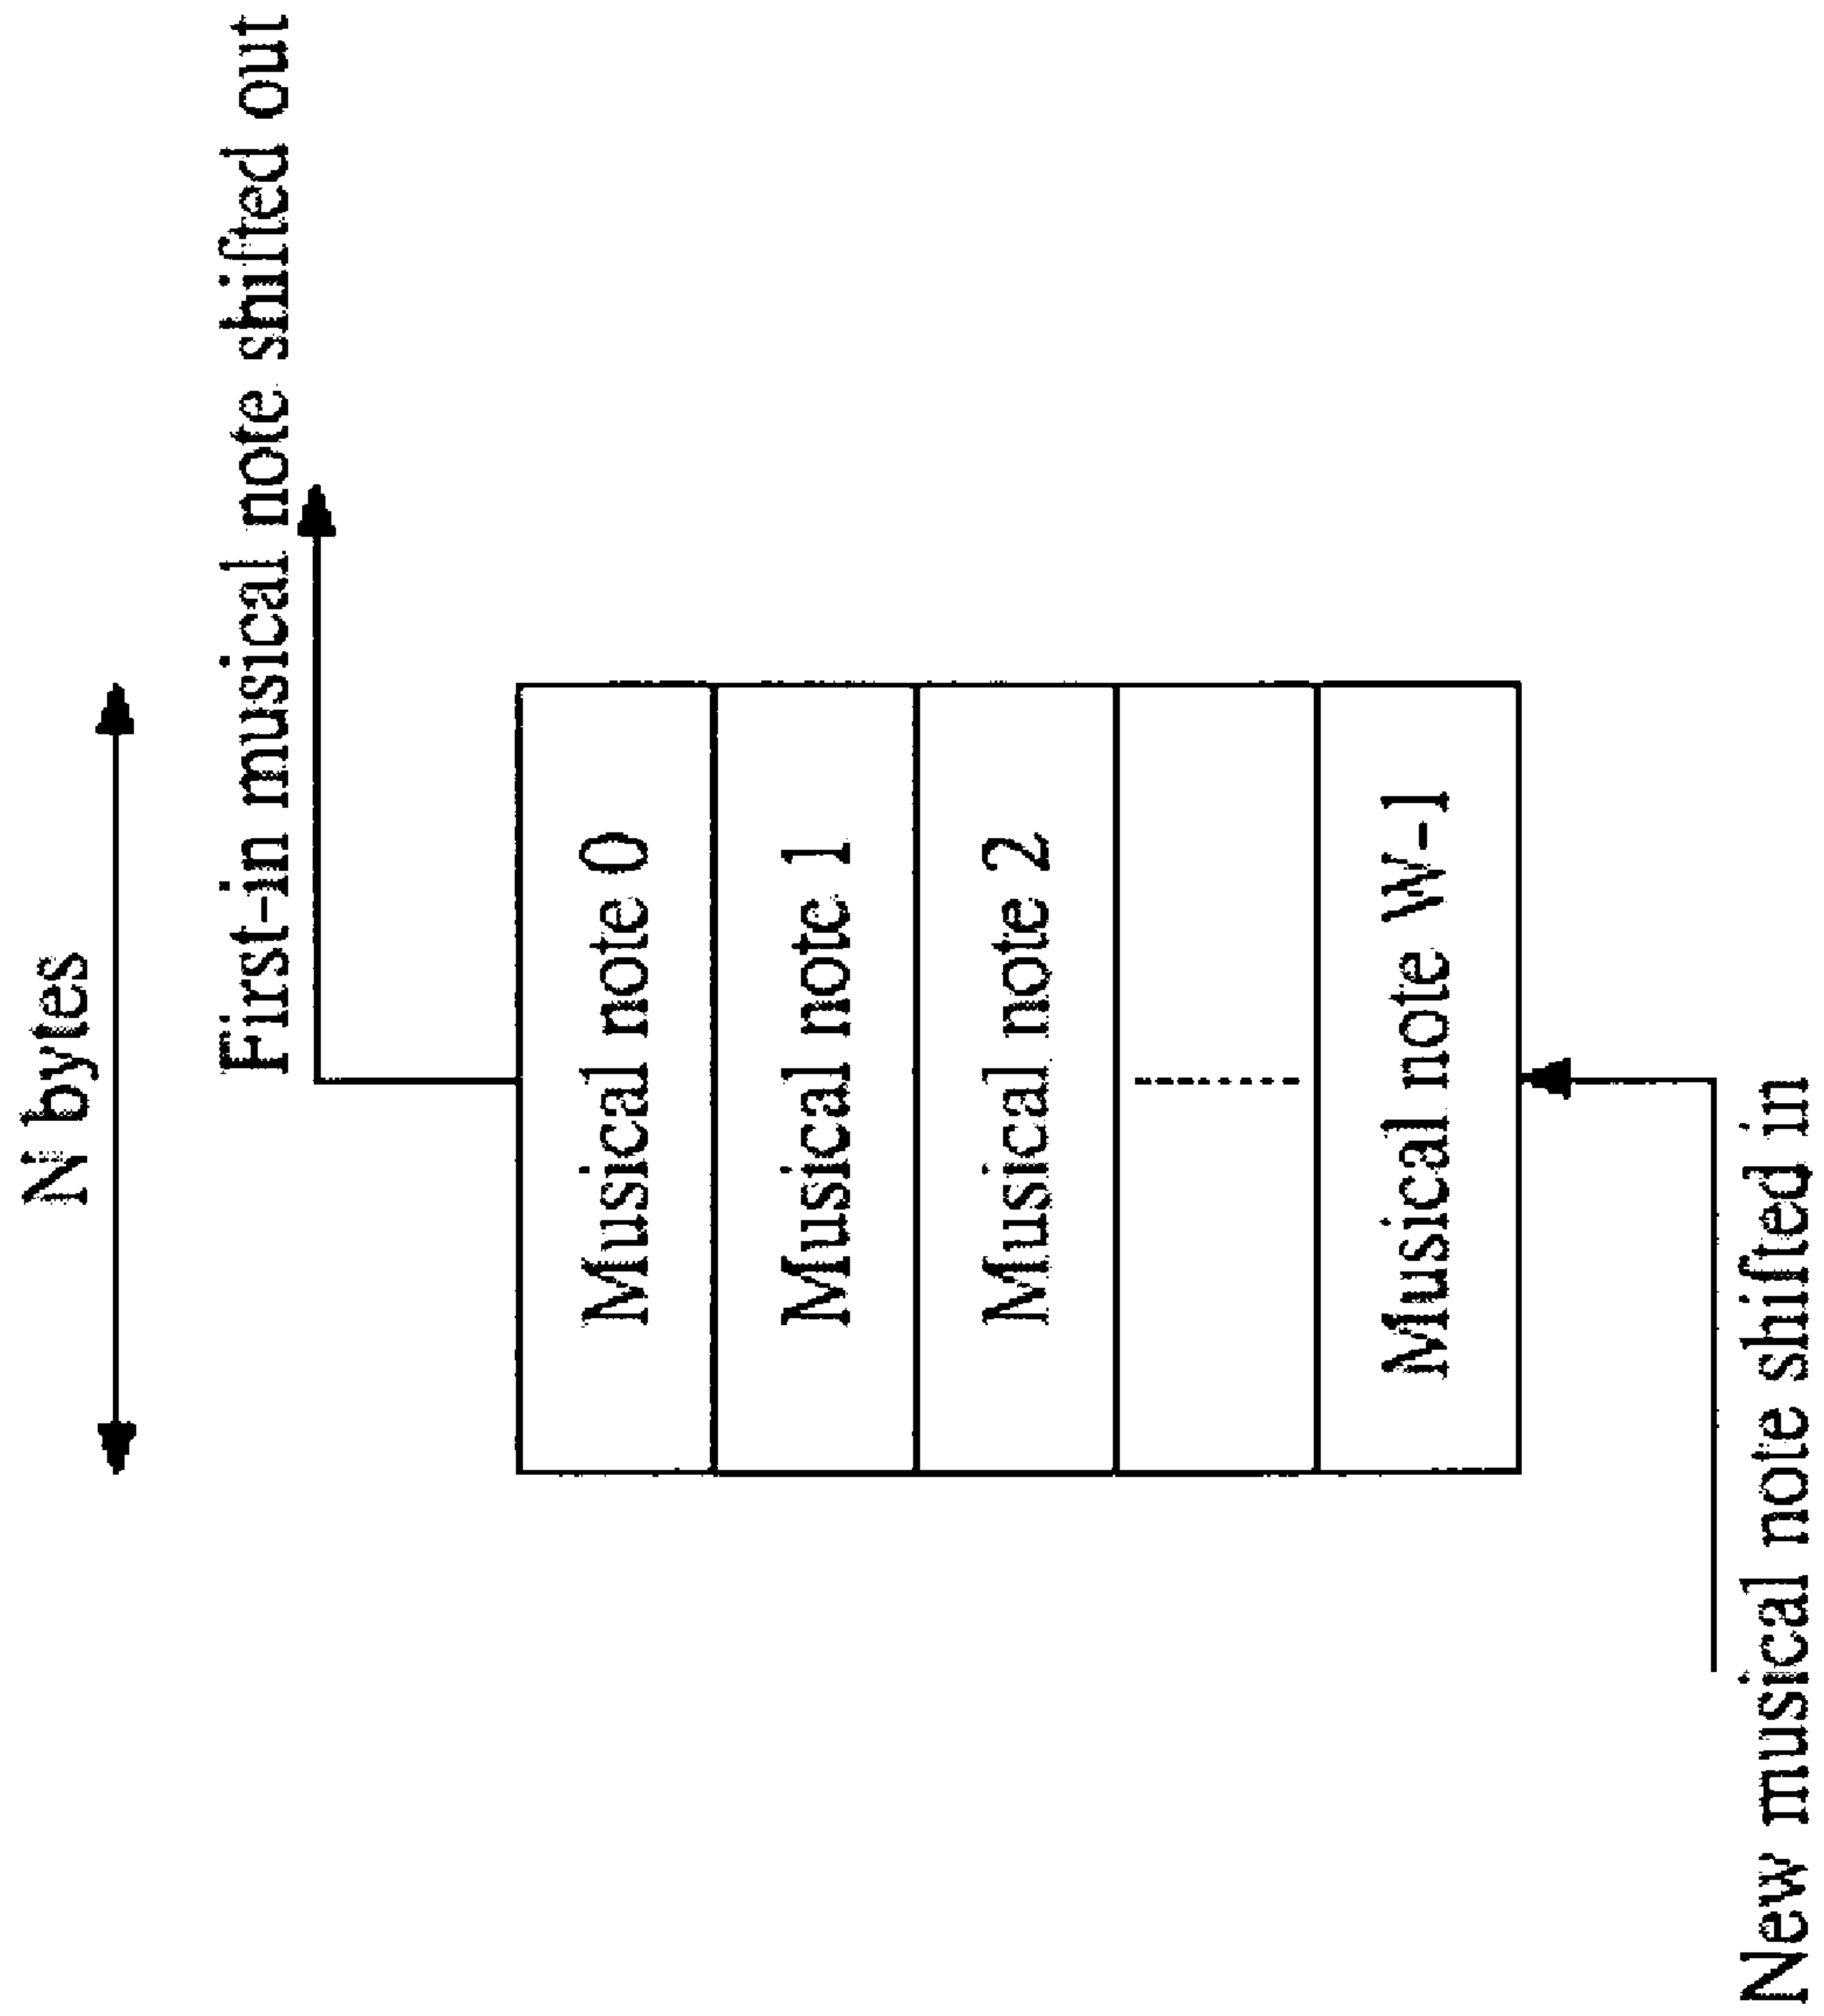 N bytes
First-in musical note shifted out
Musical note 0
Musical note 1
Musical note 2
Musical note W-1
New musical note shifted in